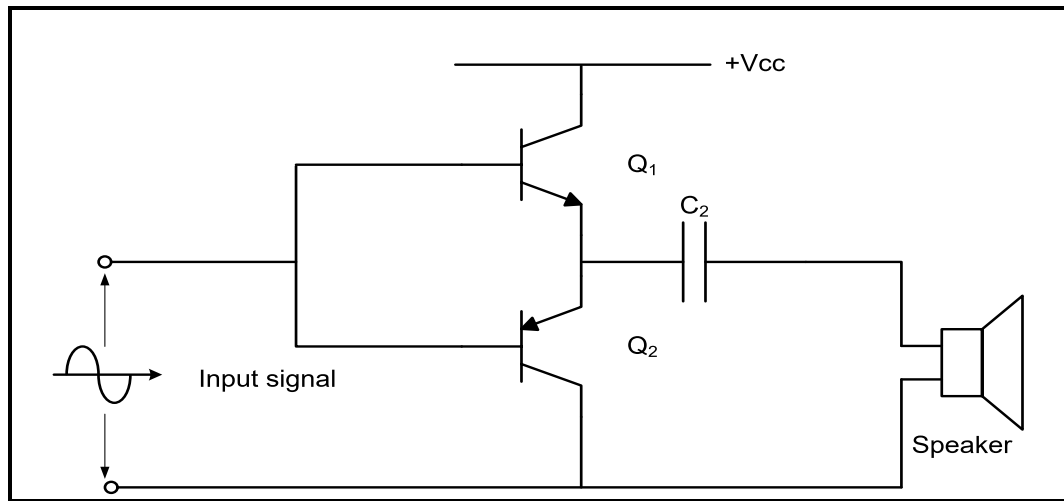 +Vcc
Q₁
C₂
Q₂
Input signal
Speaker